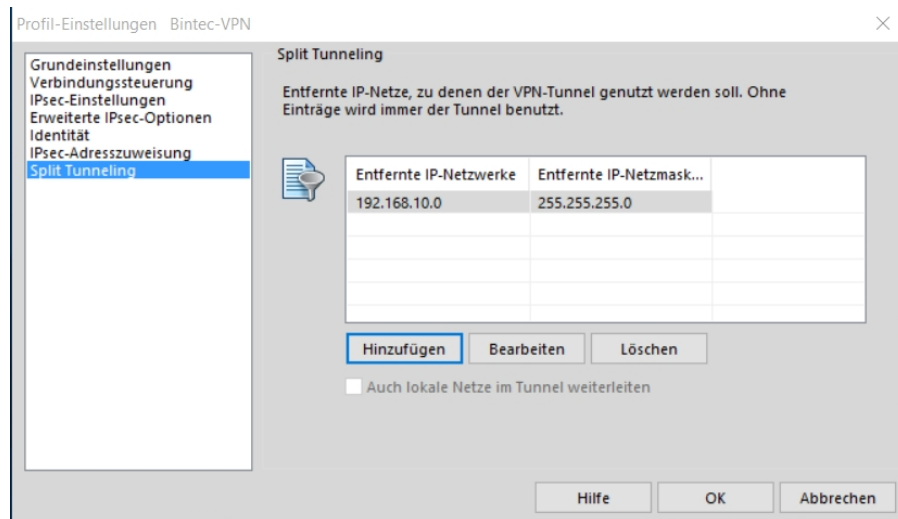 Profil-Einstellungen Bintec-VPN
Grundeinstellungen
Verbindungssteuerung
IPsec-Einstellungen
Erweiterte IPsec-Optionen
Identität
IPsec-Adresszuweisung
Split Tunneling
Split Tunneling
Entfernte IP-Netze, zu denen der VPN-Tunnel genutzt werden soll. Ohne
Einträge wird immer der Tunnel benutzt.
Entfernte IP-Netzwerke Entfernte IP-Netzmask...
192.168.10.0 255.255.255.0
Hinzufügen Bearbeiten Löschen
Auch lokale Netze im Tunnel weiterleiten
Hilfe OK Abbrechen